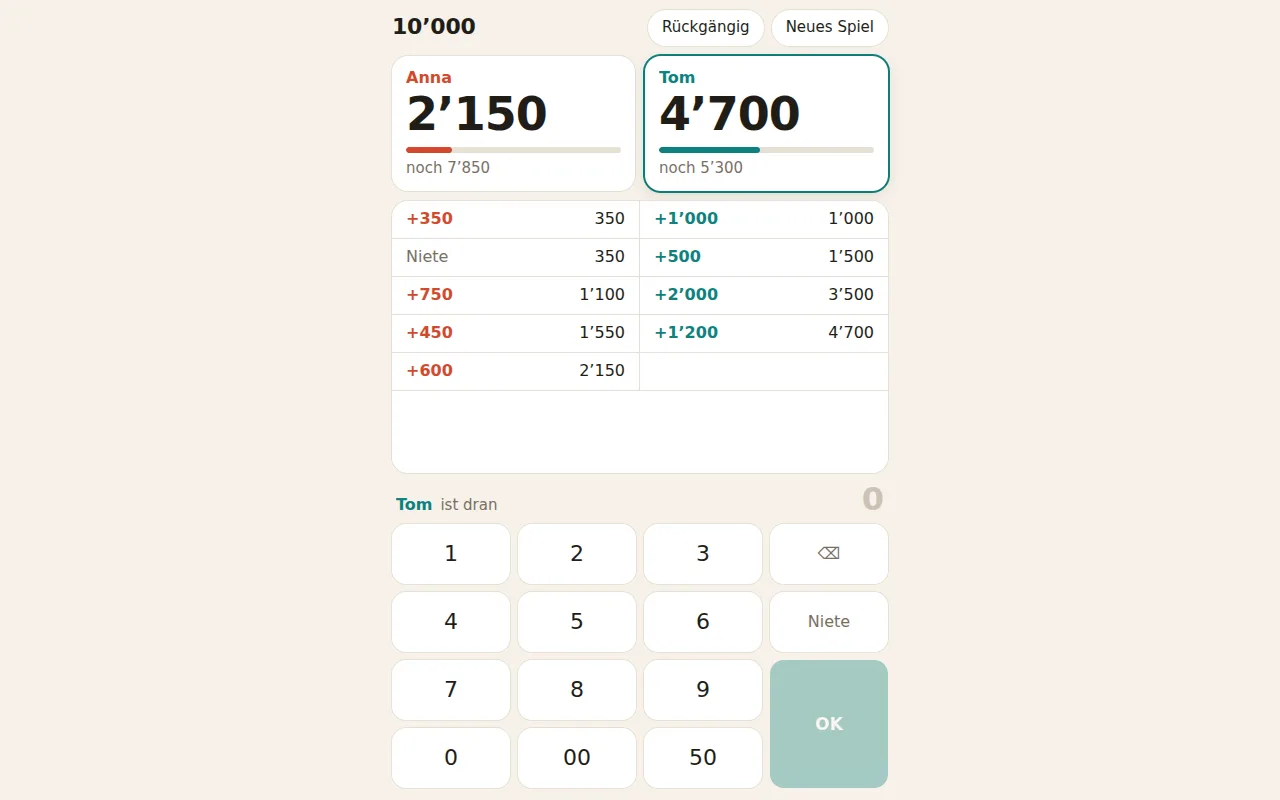 10’000 Rückgängig Neues Spiel
Anna Tom
2’150 4’700
noch 7’850 noch 5’300
+350 350 +1’000 1’000
Niete 350 +500 1’500
+750 1’100 +2’000 3’500
+450 1’550 +1’200 4’700
+600 2’150
Tom ist dran 0
1 2 3 ⌫
4 5 6 Niete
7 8 9
OK
0 00 50